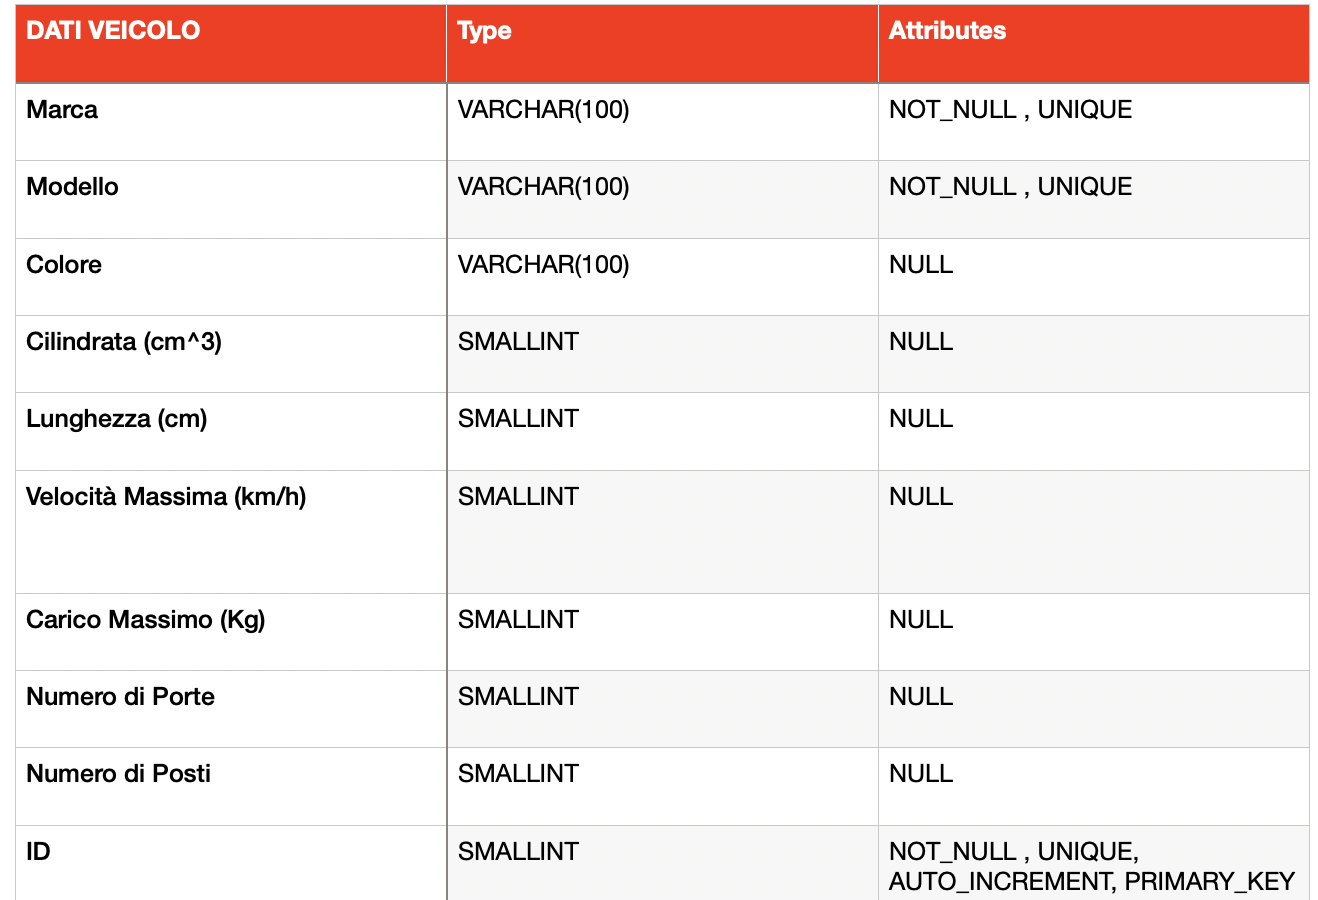 DATI VEICOLO Type Attributes
Marca VARCHAR(100) NOT_NULL , UNIQUE
Modello VARCHAR(100) NOT_NULL , UNIQUE
Colore VARCHAR(100) NULL
Cilindrata (cm^3) SMALLINT NULL
Lunghezza (cm) SMALLINT NULL
Velocità Massima (km/h) SMALLINT NULL
Carico Massimo (Kg) SMALLINT NULL
Numero di Porte SMALLINT NULL
Numero di Posti SMALLINT NULL
ID SMALLINT NOT_NULL , UNIQUE,
AUTO_INCREMENT, PRIMARY_KEY